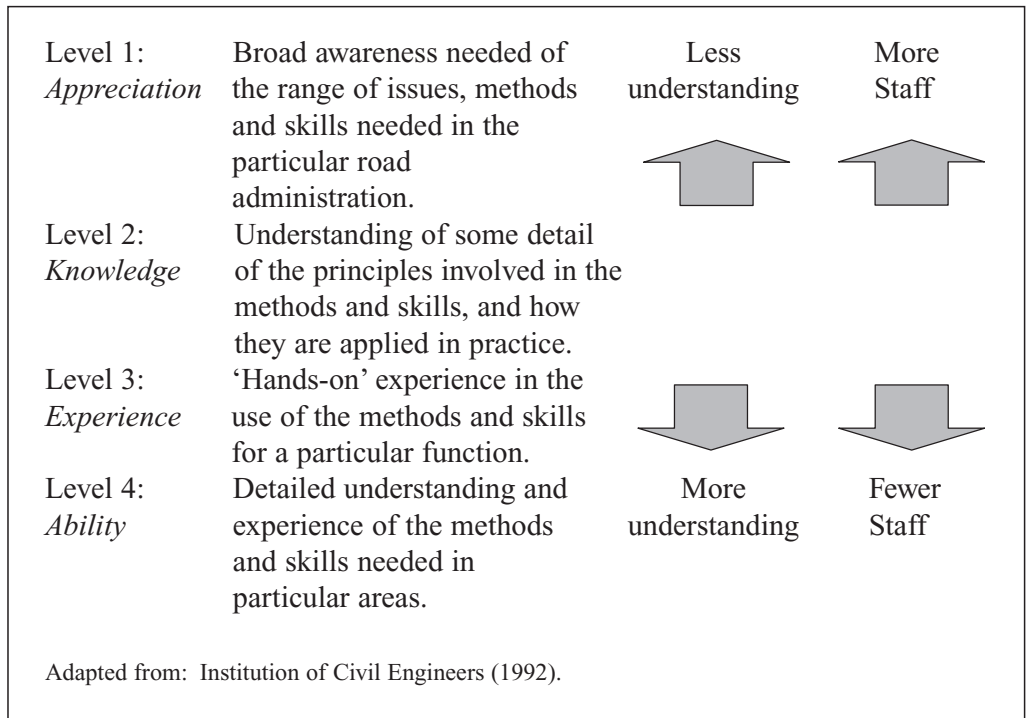 Level 1: Broad awareness needed of Less More
Appreciation the range of issues, methods understanding Staff
and skills needed in the
particular road
administration.
Level 2: Understanding of some detail
Knowledge of the principles involved in the
methods and skills, and how
they are applied in practice.
Level 3: ‘Hands-on’ experience in the
Experience use of the methods and skills
for a particular function.
Level 4: Detailed understanding and More Fewer
Ability experience of the methods understanding Staff
and skills needed in
particular areas.
Adapted from: Institution of Civil Engineers (1992).